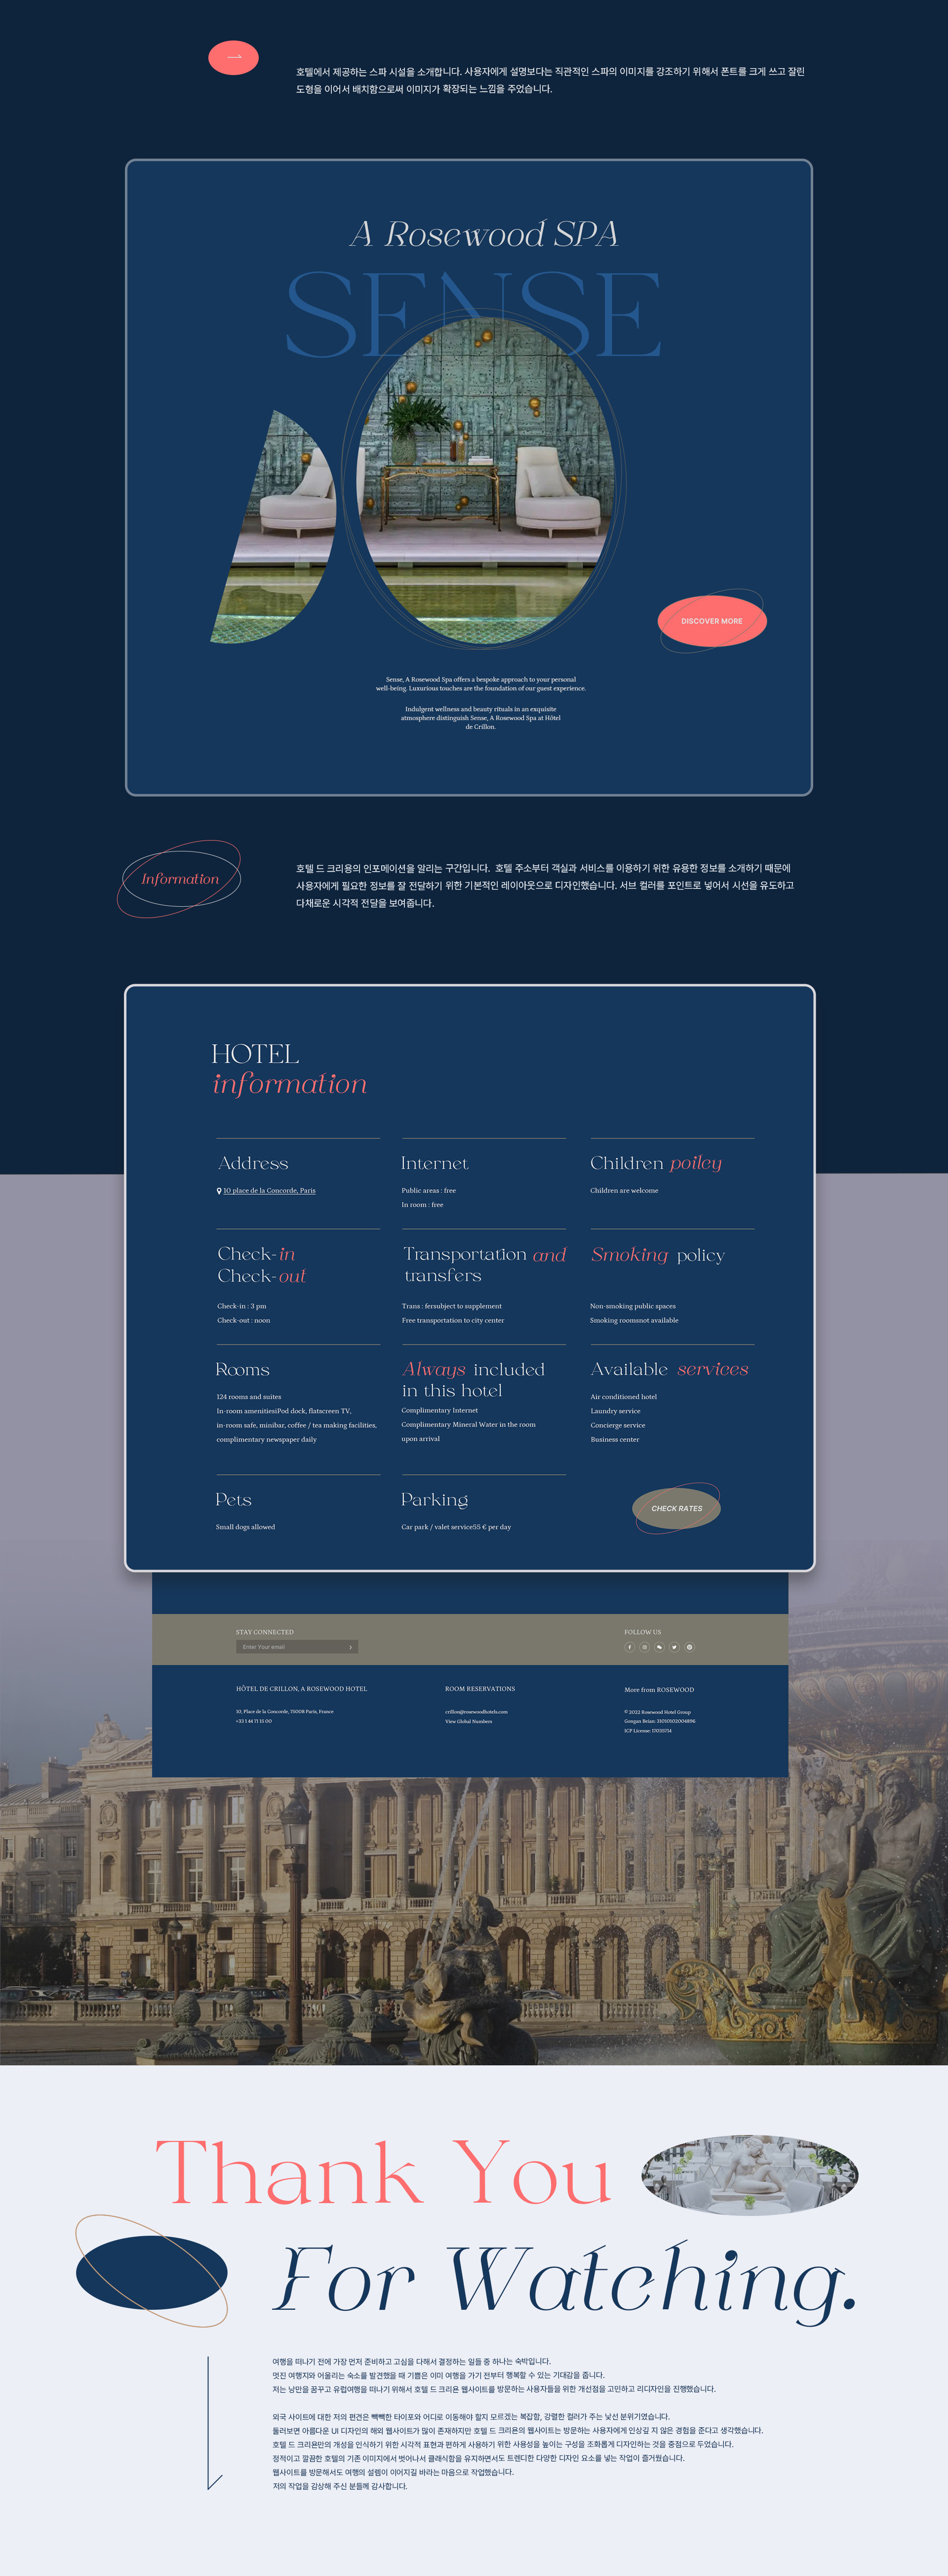 호텔에서 제공하는 스파 시설을 소개합니다. 사용자에게 설명보다는 직관적인 스파의 이미지를 강조하기 위해서 폰트를 크게 쓰고 잘린
도형을 이어서 배치함으로써 이미지가 확장되는 느낌을 주었습니다.
A Rosewood SPA
SENSE
DISCOVER MORE
Sense, A Rosewood Spa offers a bespoke approach to your personal
well-being. Luxurious touches are the foundation of our guest experience.
Indulgent wellness and beauty rituals in an exquisite
atmosphere distinguish Sense, A Rosewood Spa at Hôtel
de Crillon.
Information
호텔 드 크리용의 인포메이션을 알리는 구간입니다. 호텔 주소부터 객실과 서비스를 이용하기 위한 유용한 정보를 소개하기 때문에
사용자에게 필요한 정보를 잘 전달하기 위한 기본적인 레이아웃으로 디자인했습니다. 서브 컬러를 포인트로 넣어서 시선을 유도하고
다채로운 시각적 전달을 보여줍니다.
HOTEL
information
Address
10 place de la Concorde, Paris
Internet
Public areas : free
In room : free
Children poilcy
Children are welcome
Check-in
Check-out
Check-in : 3 pm
Check-out : noon
Transportation and
transfers
Trans : fersubject to supplement
Free transportation to city center
Smoking policy
Non-smoking public spaces
Smoking roomsnot available
Rooms
124 rooms and suites
In-room amenitiesiPod dock, flatscreen TV,
in-room safe, minibar, coffee / tea making facilities,
complimentary newspaper daily
Always included
in this hotel
Complimentary Internet
Complimentary Mineral Water in the room
upon arrival
Available services
Air conditioned hotel
Laundry service
Concierge service
Business center
Pets
Small dogs allowed
Parking
Car park / valet service55 € per day
CHECK RATES
STAY CONNECTED
Enter Your email
FOLLOW US
HÔTEL DE CRILLON, A ROSEWOOD HOTEL
10, Place de la Concorde, 75008 Paris, France
+33 1 44 71 15 00
ROOM RESERVATIONS
crillon@rosewoodhotels.com
View Global Numbers
More from ROSEWOOD
© 2022 Rosewood Hotel Group
Gongan Beian: 31010102004896
ICP License: 17035714
Thank You
For Watching.
여행을 떠나기 전에 가장 먼저 준비하고 고심을 다해서 결정하는 일들 중 하나는 숙박입니다.
멋진 여행지와 어울리는 숙소를 발견했을 때 기쁨은 이미 여행을 가기 전부터 행복할 수 있는 기대감을 줍니다.
저는 낭만을 꿈꾸고 유럽여행을 떠나기 위해서 호텔 드 크리용 웹사이트를 방문하는 사용자들을 위한 개선점을 고민하고 리디자인을 진행했습니다.
외국 사이트에 대한 저의 편견은 빽빽한 타이포와 어디로 이동해야 할지 모르겠는 복잡함, 강렬한 컬러가 주는 낯선 분위기였습니다.
둘러보면 아름다운 UI 디자인의 해외 웹사이트가 많이 존재하지만 호텔 드 크리용의 웹사이트는 방문하는 사용자에게 인상깊 지 않은 경험을 준다고 생각했습니다.
호텔 드 크리용만의 개성을 인식하기 위한 시각적 표현과 편하게 사용하기 위한 사용성을 높이는 구성을 조화롭게 디자인하는 것을 중점으로 두었습니다.
정적이고 깔끔한 호텔의 기존 이미지에서 벗어나서 클래식함을 유지하면서도 트렌디한 다양한 디자인 요소를 넣는 작업이 즐거웠습니다.
웹사이트를 방문해서도 여행의 설렘이 이어지길 바라는 마음으로 작업했습니다.
저의 작업을 감상해 주신 분들께 감사합니다.